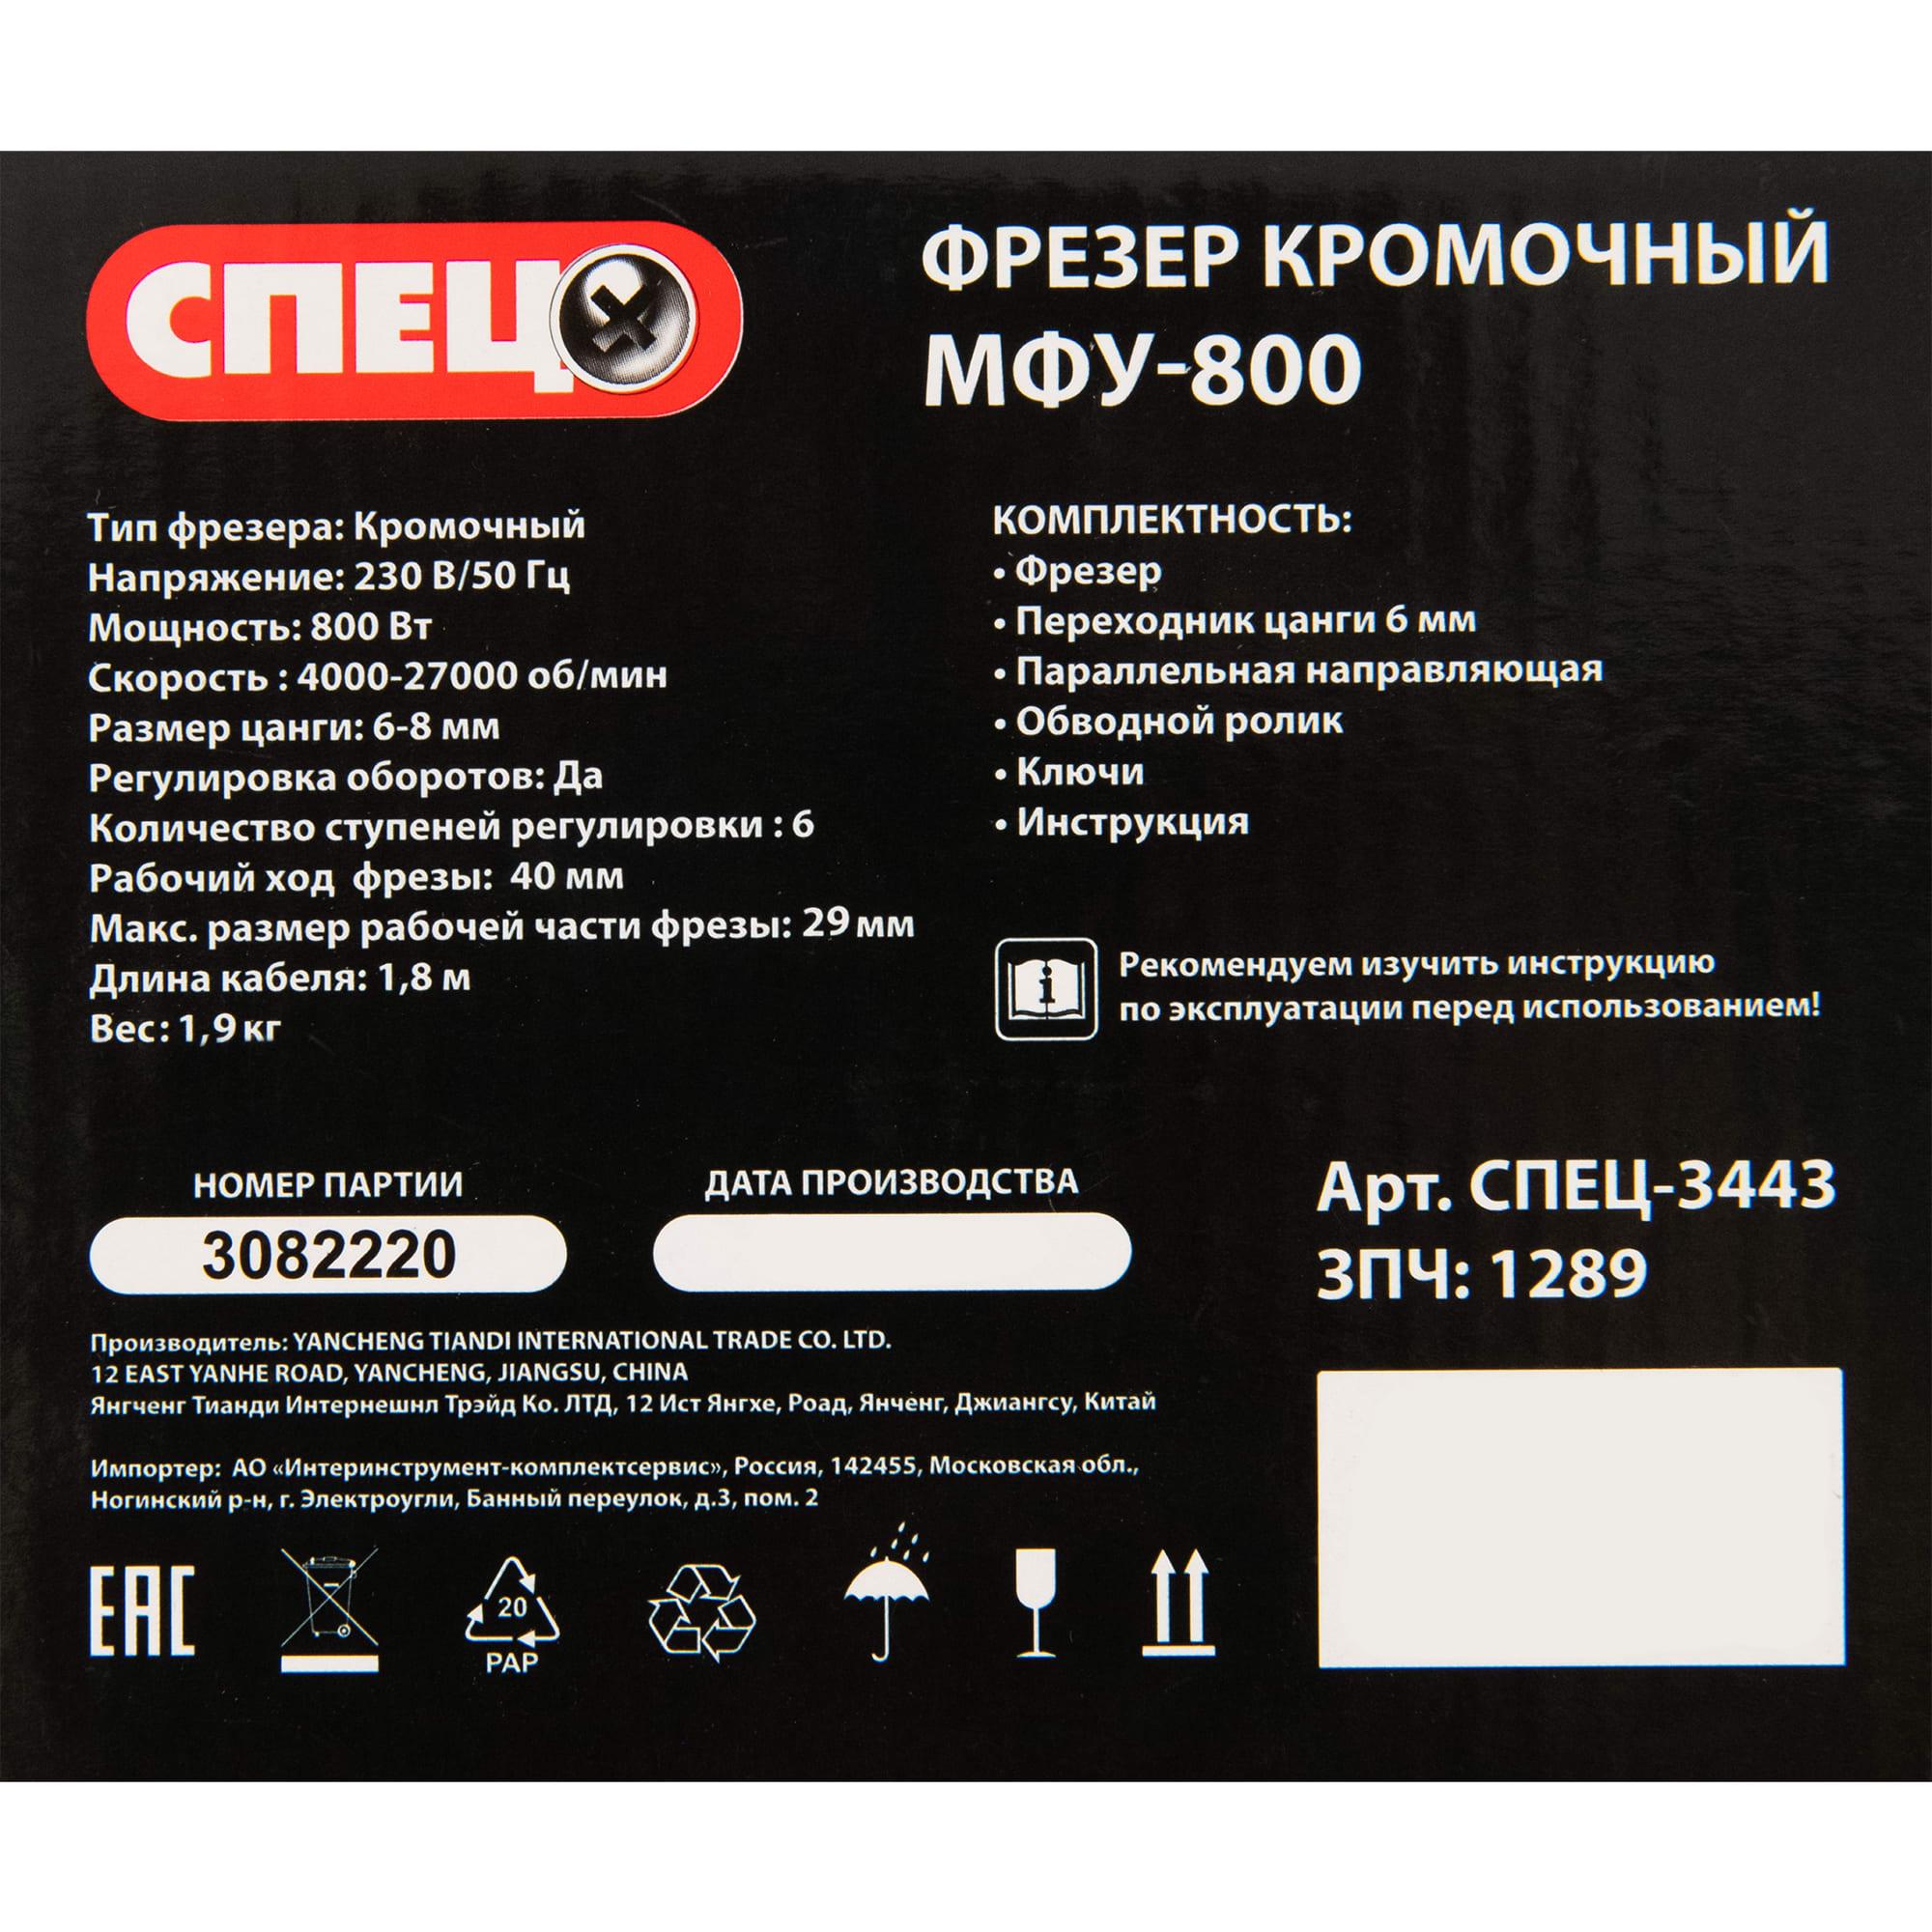 СПЕЦ
ФРЕЗЕР КРОМОЧНЫЙ
МФУ-800
Тип фрезера: Кромочный
Напряжение: 230 В/50 Гц
Мощность: 800 Вт
Скорость : 4000-27000 об/мин
Размер цанги: 6-8 мм
Регулировка оборотов: Да
Количество ступеней регулировки : 6
Рабочий ход фрезы: 40 мм
Макс. размер рабочей части фрезы: 29 мм
Длина кабеля: 1,8 м
Вес: 1,9 кг
КОМПЛЕКТНОСТЬ:
• Фрезер
• Переходник цанги 6 мм
• Параллельная направляющая
• Обводной ролик
• Ключи
• Инструкция
i
Рекомендуем изучить инструкцию
по эксплуатации перед использованием!
НОМЕР ПАРТИИ
3082220
ДАТА ПРОИЗВОДСТВА
Арт. СПЕЦ-3443
ЗПЧ: 1289
Производитель: YANCHENG TIANDI INTERNATIONAL TRADE CO. LTD.
12 EAST YANHE ROAD, YANCHENG, JIANGSU, CHINA
Янгченг Тианди Интернешнл Трэйд Ко. ЛТД, 12 Ист Янгхе, Роад, Янченг, Джиангсу, Китай
Импортер: АО «Интеринструмент-комплектсервис», Россия, 142455, Московская обл.,
Ногинский р-н, г. Электроугли, Банный переулок, д.3, пом. 2
EAC
20
PAP